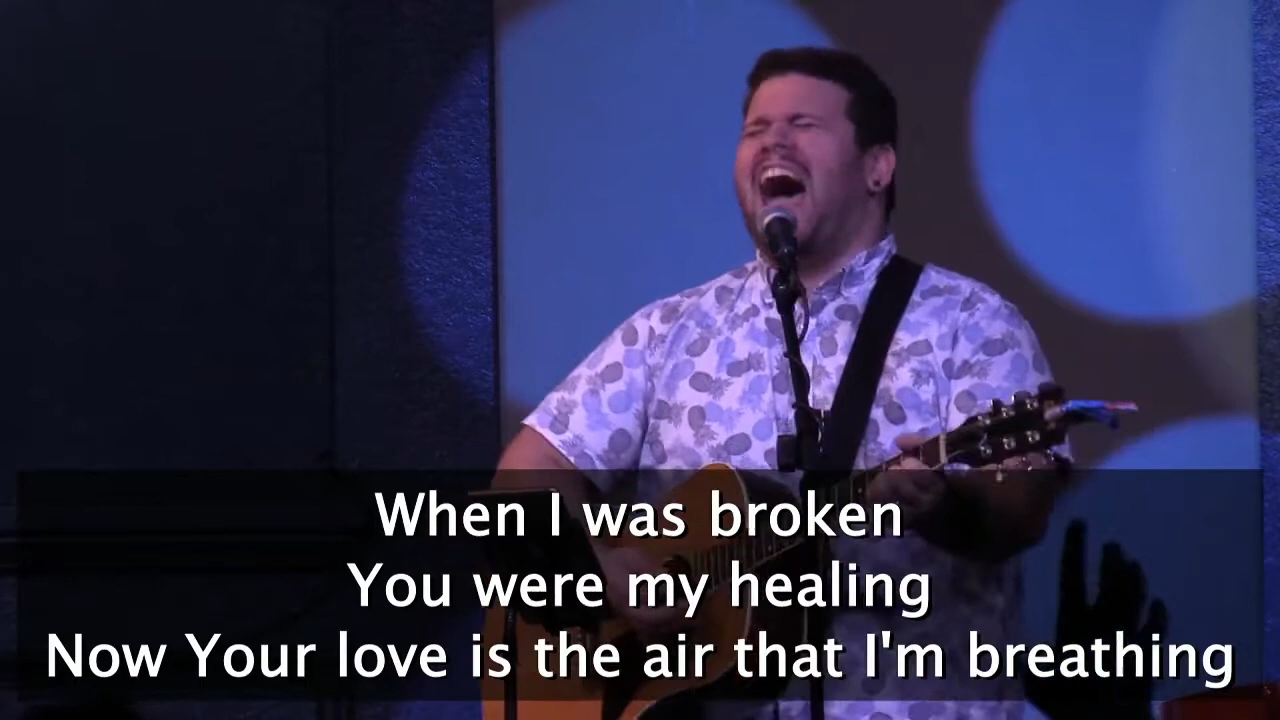 When I was broken
You were my healing
Now Your love is the air that I'm breathing